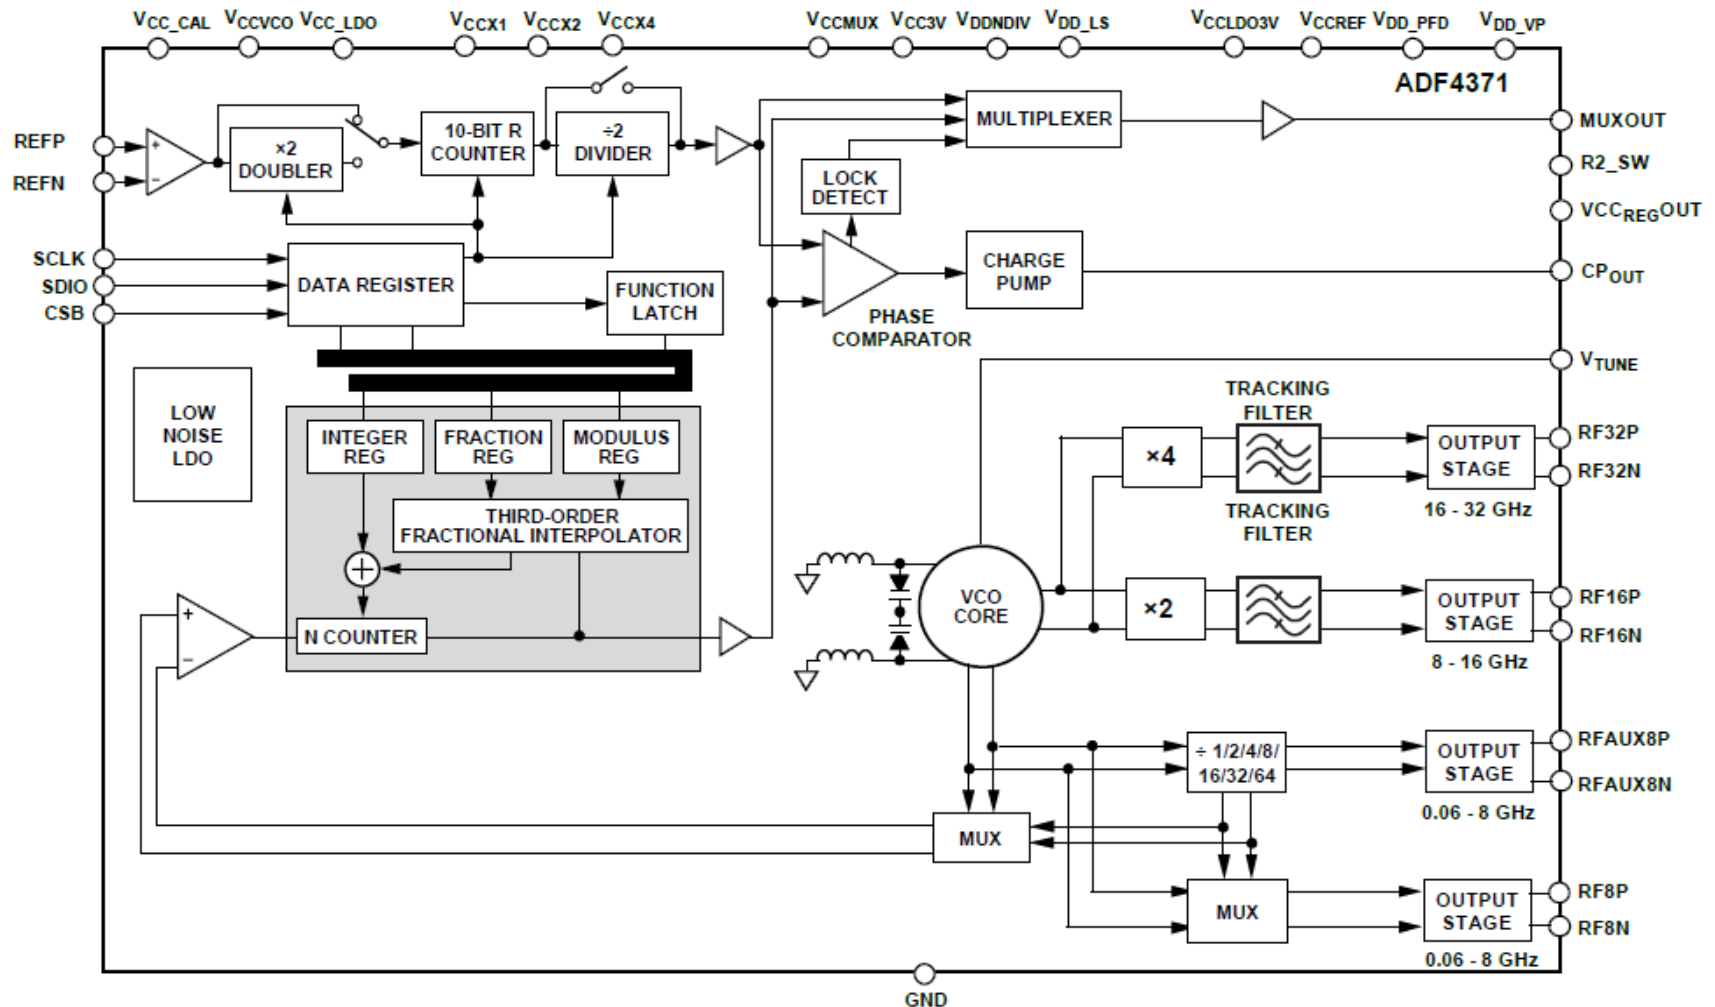 VCC_CAL VCCVCO VCC_LDO VCCX1 VCCX2 VCCX4 VCCMUX VCC3V VDDNDIV VDD_LS VCCLDO3V VCCREF VDD_PFD VDD_VP
ADF4371
REFP
REFN
+
−
×2
DOUBLER
10-BIT R
COUNTER
÷2
DIVIDER
MULTIPLEXER
MUXOUT
R2_SW
VCCREGOUT
LOCK
DETECT
SCLK
SDIO
CSB
DATA REGISTER
FUNCTION
LATCH
CHARGE
PUMP
CPOUT
PHASE
COMPARATOR
VTUNE
LOW
NOISE
LDO
INTEGER
REG
FRACTION
REG
MODULUS
REG
THIRD-ORDER
FRACTIONAL INTERPOLATOR
+
N COUNTER
+
−
VCO
CORE
TRACKING
FILTER
×4
OUTPUT
STAGE
RF32P
RF32N
16 - 32 GHz
TRACKING
FILTER
×2
OUTPUT
STAGE
RF16P
RF16N
8 - 16 GHz
÷ 1/2/4/8/
16/32/64
OUTPUT
STAGE
RFAUX8P
RFAUX8N
0.06 - 8 GHz
MUX
MUX
OUTPUT
STAGE
RF8P
RF8N
0.06 - 8 GHz
GND